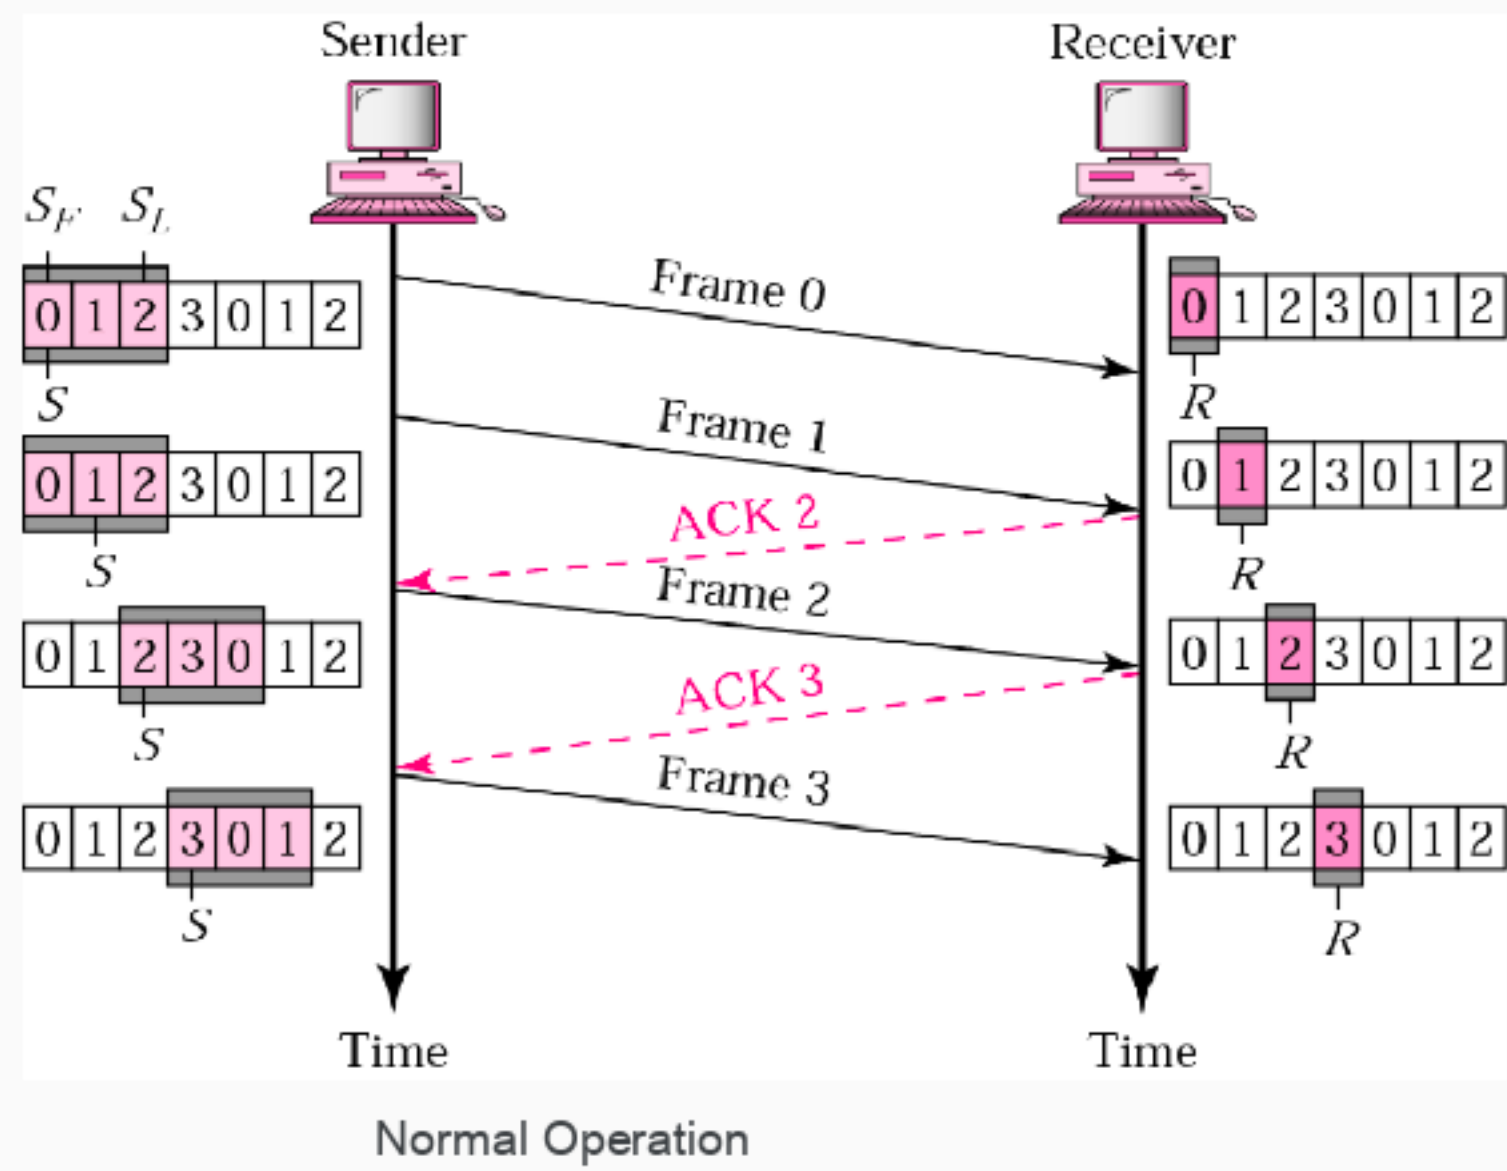 Sender
Receiver
S_F S_L
Frame 0
0 1 2 3 0 1 2
0 1 2 3 0 1 2
S
R
Frame 1
0 1 2 3 0 1 2
0 1 2 3 0 1 2
ACK 2
S
R
Frame 2
0 1 2 3 0 1 2
0 1 2 3 0 1 2
ACK 3
S
R
Frame 3
0 1 2 3 0 1 2
0 1 2 3 0 1 2
S
R
Time
Time
Normal Operation